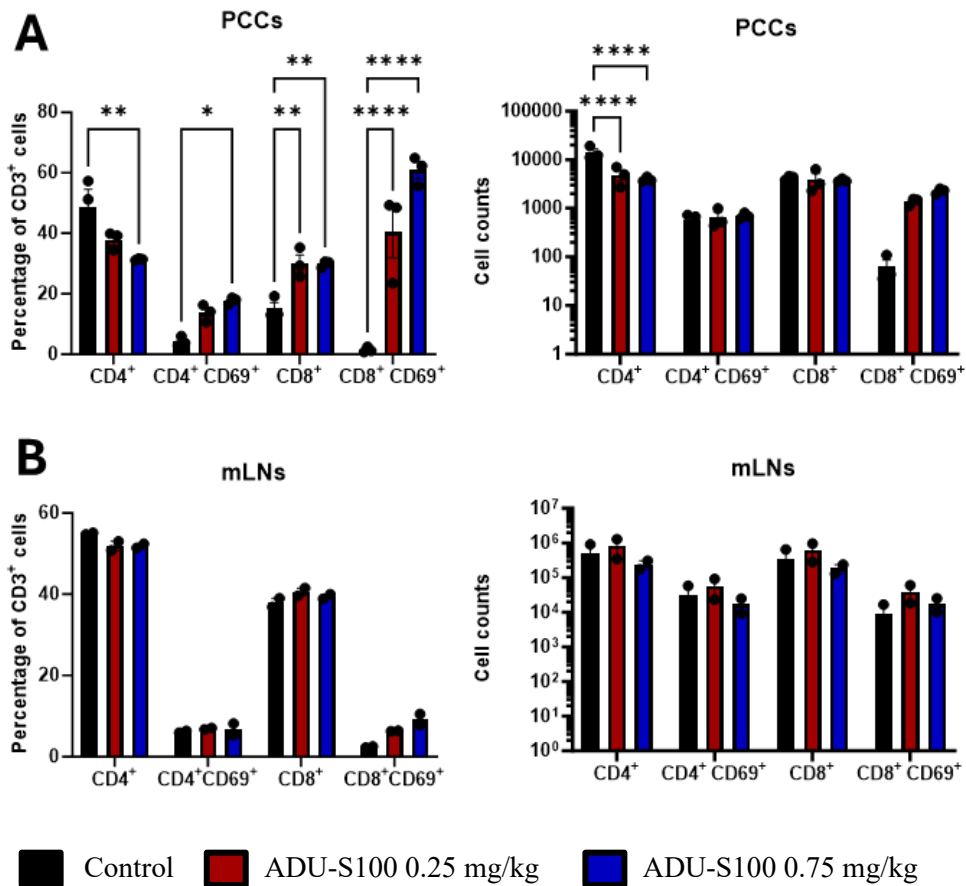 A
PCCs
Percentage of CD3⁺ cells
80
60
40
20
0
**
*
**
**
****
****
CD4⁺
CD4⁺ CD69⁺
CD8⁺
CD8⁺ CD69⁺
PCCs
Cell counts
100000
10000
1000
100
10
1
****
****
CD4⁺
CD4⁺ CD69⁺
CD8⁺
CD8⁺ CD69⁺
B
mLNs
Percentage of CD3⁺ cells
60
40
20
0
CD4⁺
CD4⁺CD69⁺
CD8⁺
CD8⁺CD69⁺
mLNs
Cell counts
10⁷
10⁶
10⁵
10⁴
10³
10²
10¹
10⁰
CD4⁺
CD4⁺ CD69⁺
CD8⁺
CD8⁺ CD69⁺
Control
ADU-S100 0.25 mg/kg
ADU-S100 0.75 mg/kg